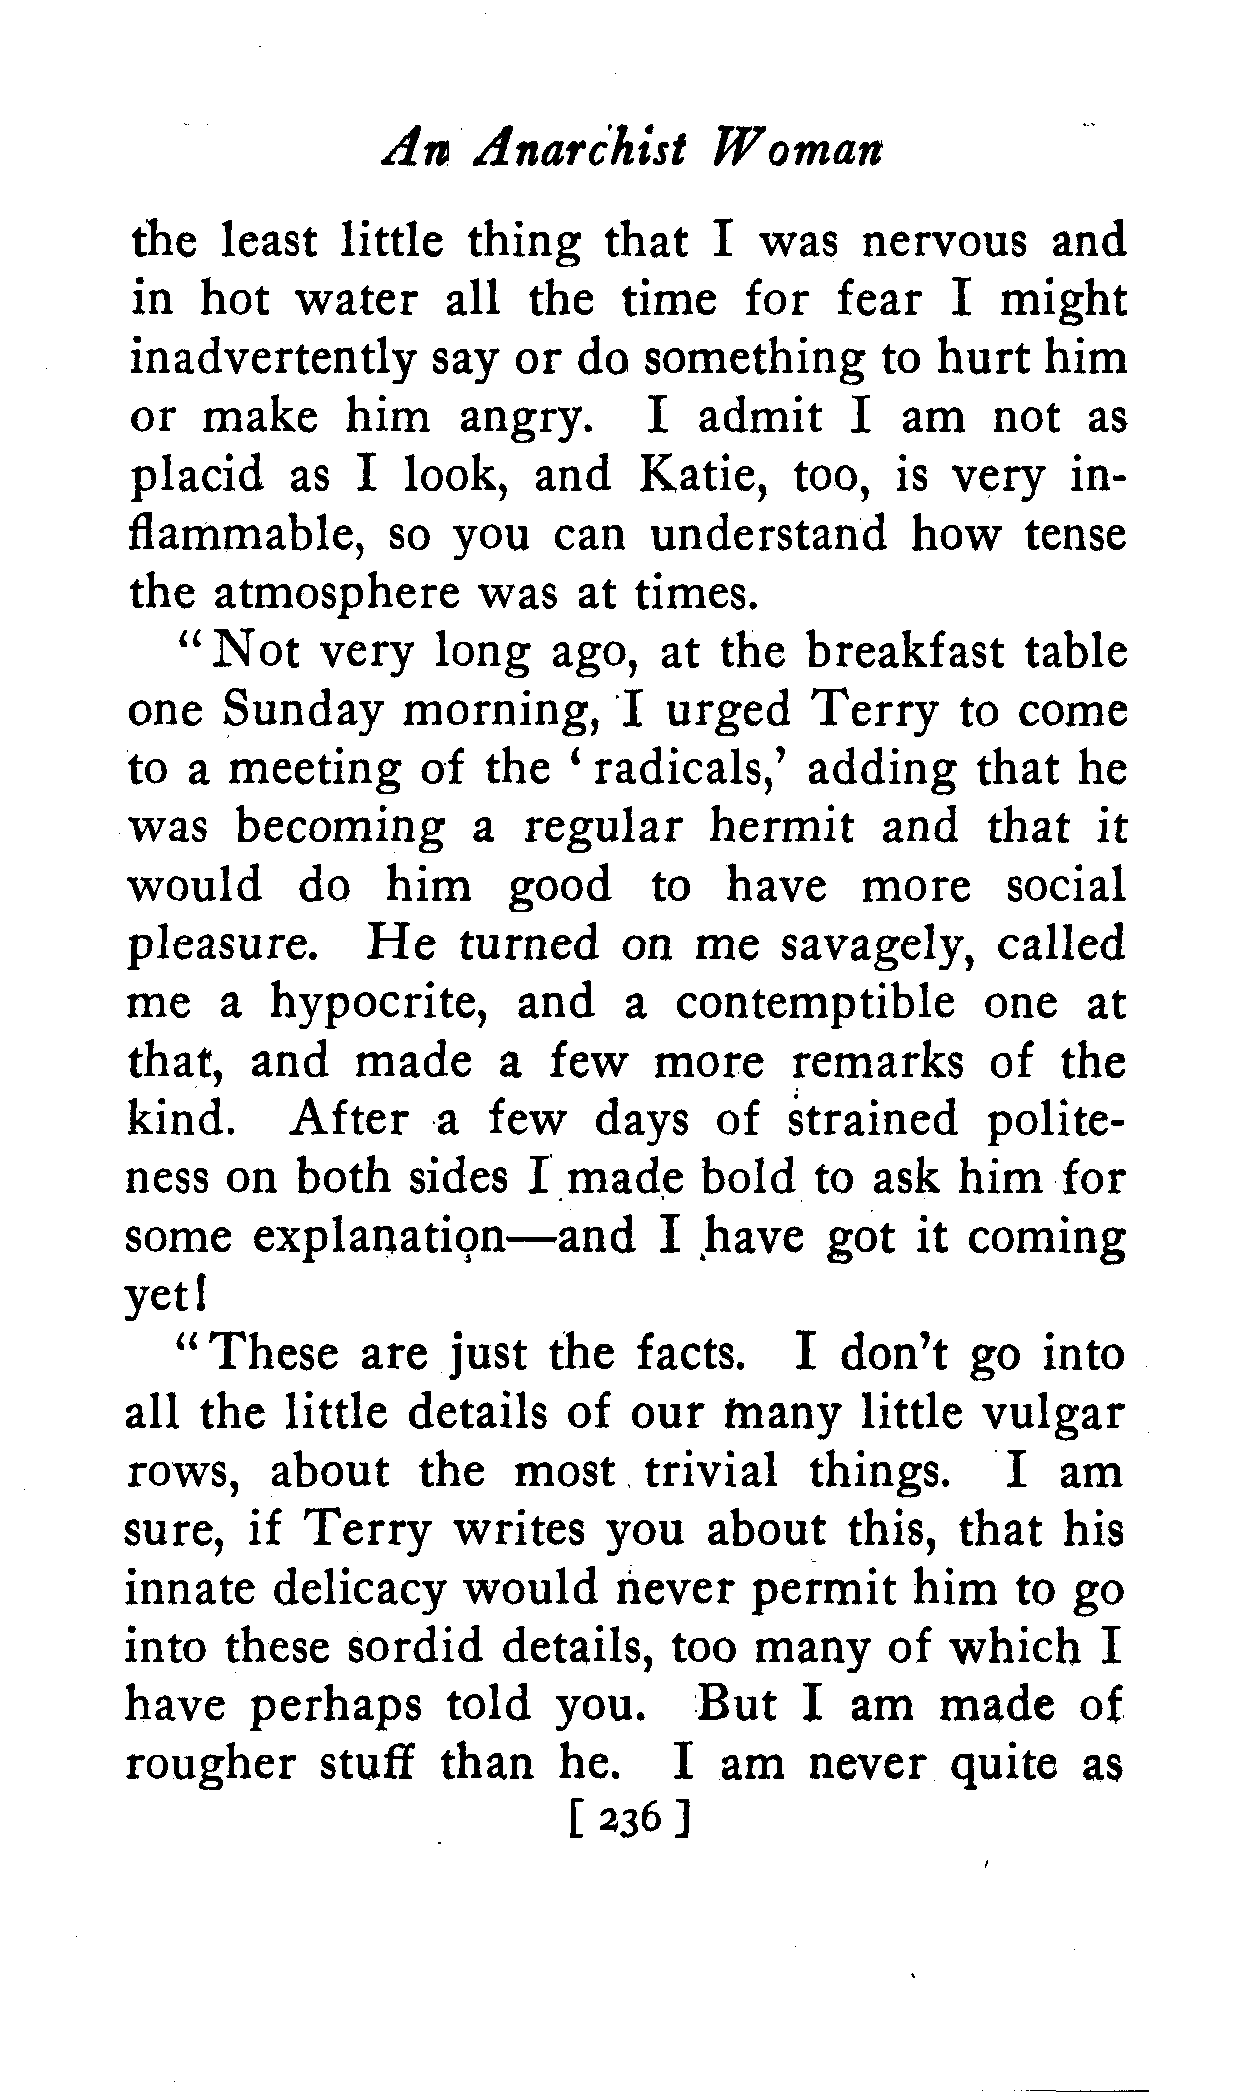 An Anarchist Woman
the least little thing that I was nervous and
in hot water all the time for fear I might
inadvertently say or do something to hurt him
or make him angry. I admit I am not as
placid as I look, and Katie, too, is very in-
flammable, so you can understand how tense
the atmosphere was at times.
"Not very long ago, at the breakfast table
one Sunday morning, I urged Terry to come
to a meeting of the 'radicals,' adding that he
was becoming a regular hermit and that it
would do him good to have more social
pleasure. He turned on me savagely, called
me a hypocrite, and a contemptible one at
that, and made a few more remarks of the
kind. After a few days of strained polite-
ness on both sides I made bold to ask him for
some explanation—and I have got it coming
yet!
"These are just the facts. I don't go into
all the little details of our many little vulgar
rows, about the most trivial things. I am
sure, if Terry writes you about this, that his
innate delicacy would never permit him to go
into these sordid details, too many of which I
have perhaps told you. But I am made of
rougher stuff than he. I am never quite as
[ 236 ]